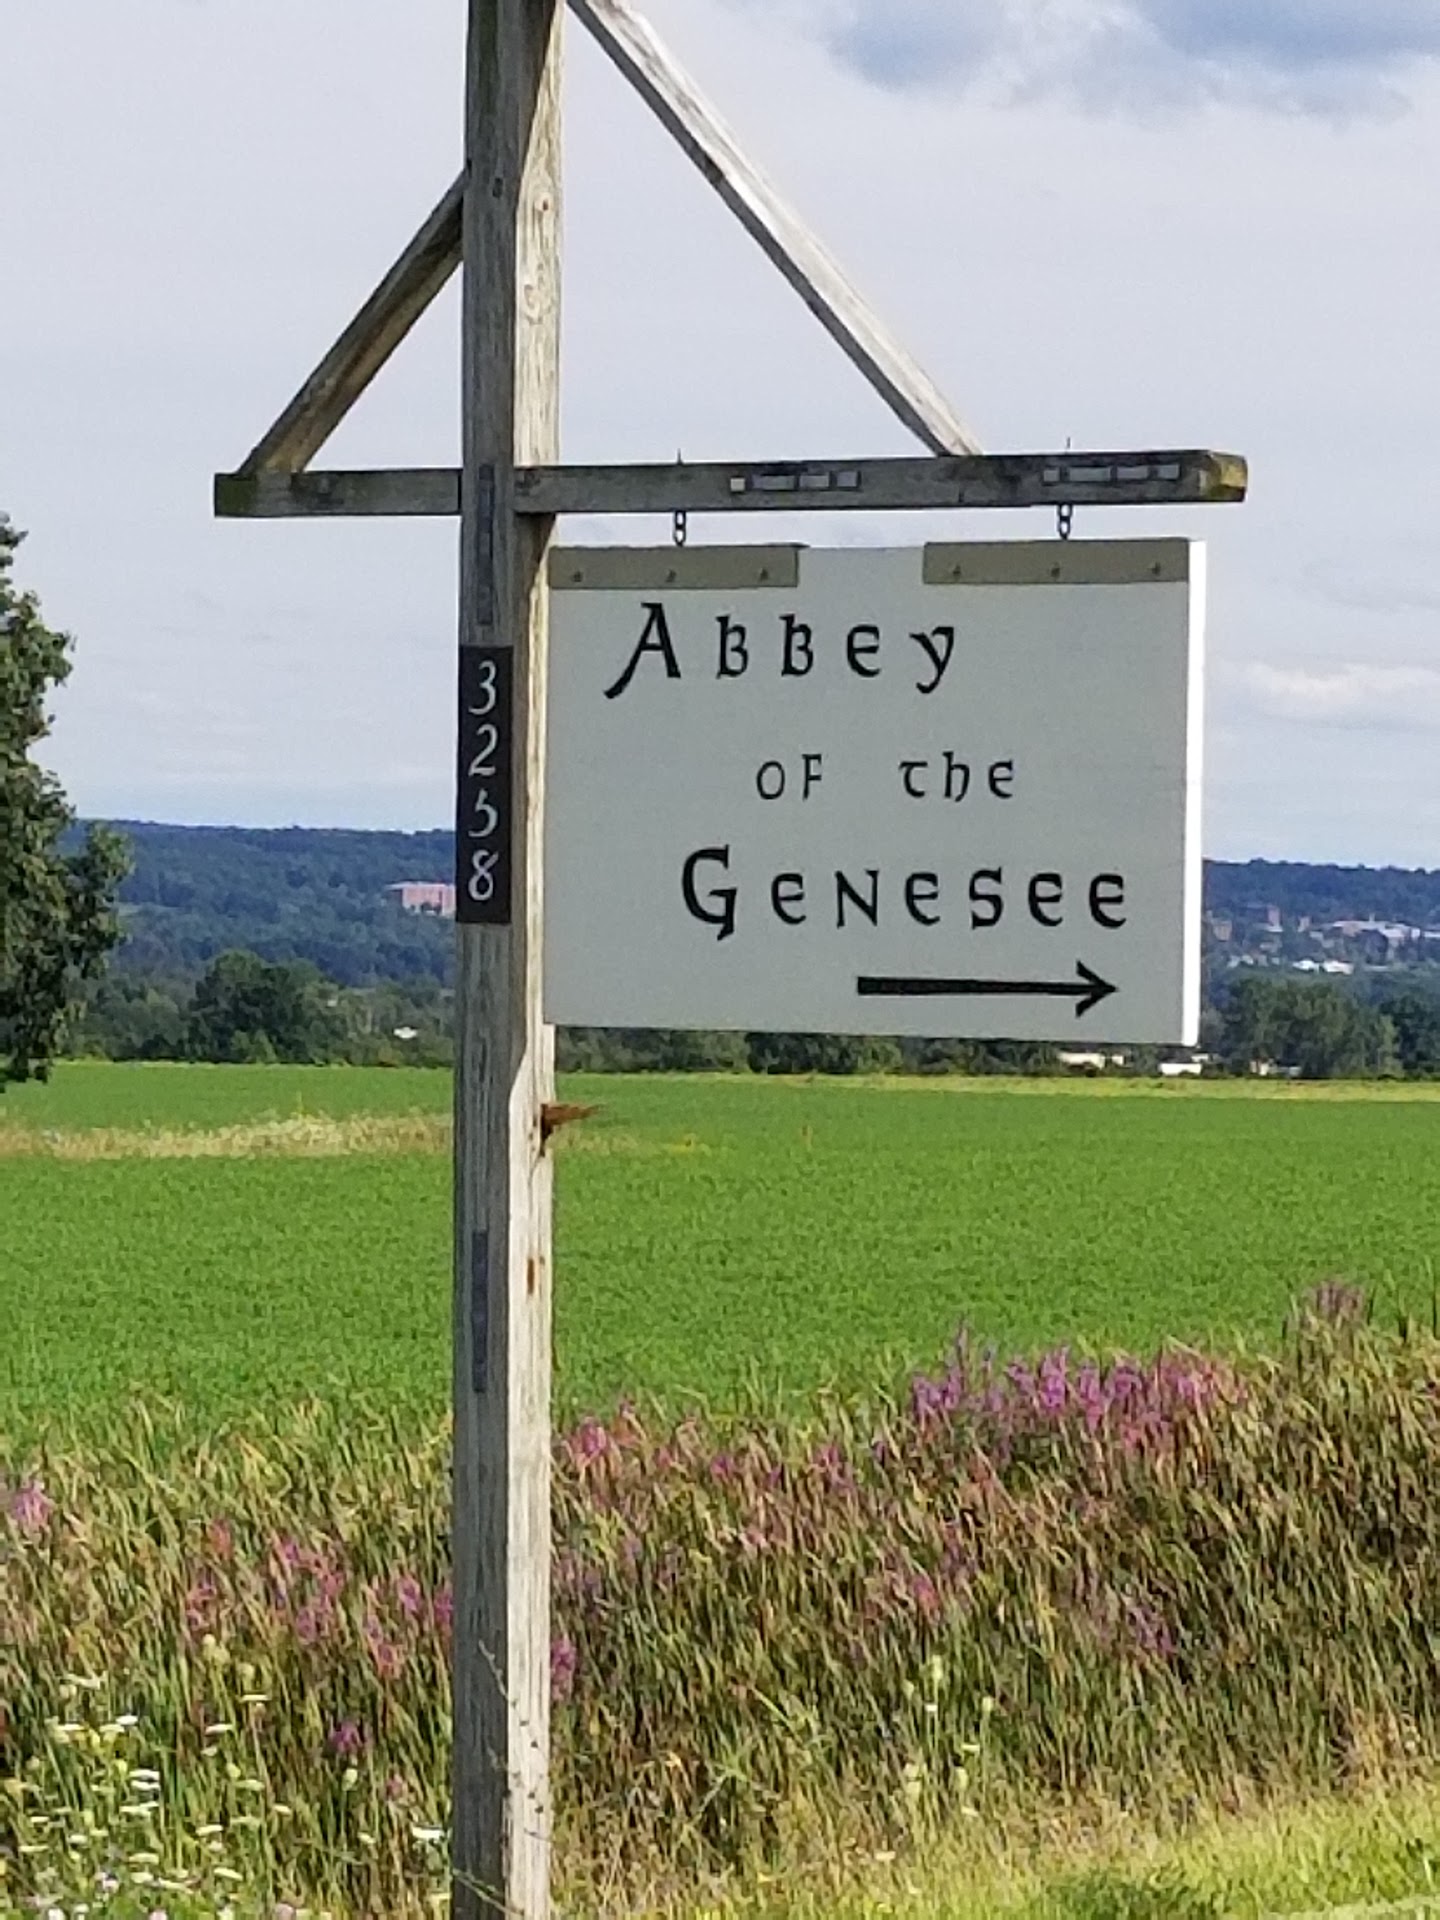 Abbey
of the
Genesee
3258